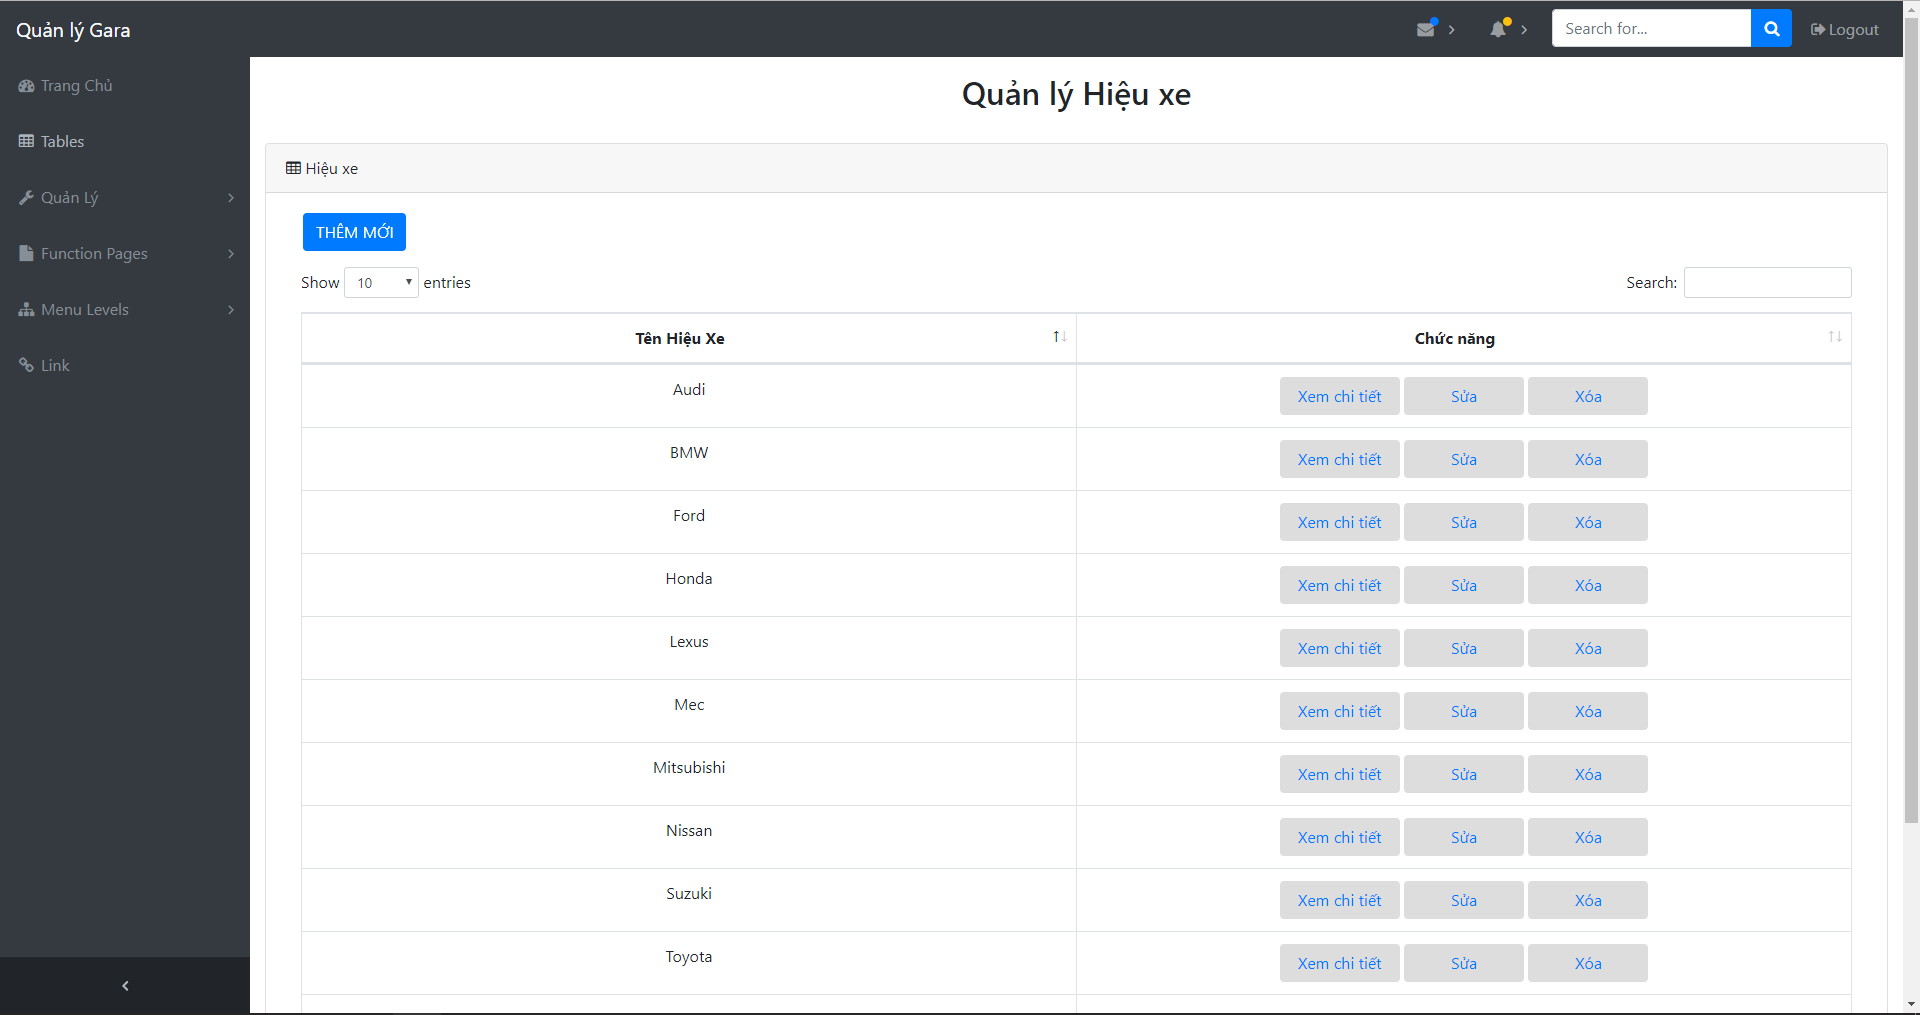 Quản lý Gara
Search for...
Logout
Trang Chủ
Tables
Quản Lý
Function Pages
Menu Levels
Link
Quản lý Hiệu xe
Hiệu xe
THÊM MỚI
Show 10 entries
Search:
Tên Hiệu Xe Chức năng
Audi Xem chi tiết Sửa Xóa
BMW Xem chi tiết Sửa Xóa
Ford Xem chi tiết Sửa Xóa
Honda Xem chi tiết Sửa Xóa
Lexus Xem chi tiết Sửa Xóa
Mec Xem chi tiết Sửa Xóa
Mitsubishi Xem chi tiết Sửa Xóa
Nissan Xem chi tiết Sửa Xóa
Suzuki Xem chi tiết Sửa Xóa
Toyota Xem chi tiết Sửa Xóa